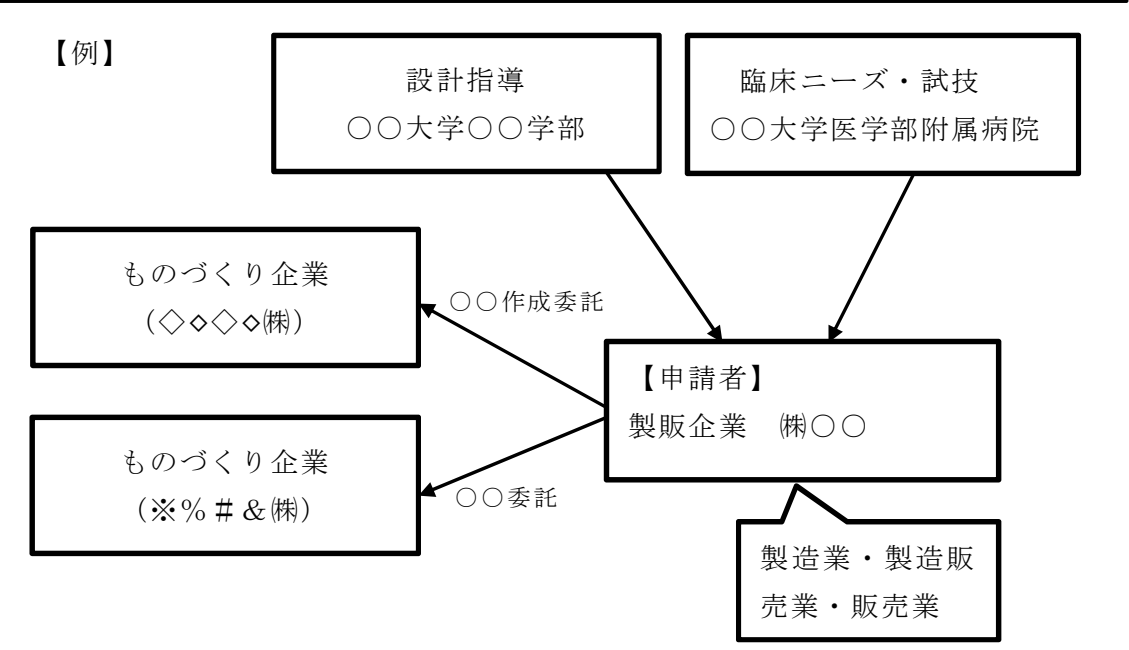 【例】
設計指導
○○大学○○学部
臨床ニーズ・試技
○○大学医学部附属病院
ものづくり企業
（◇⋄◇⋄㈱）
○○作成委託
【申請者】
製販企業　㈱○○
ものづくり企業
（※％＃＆㈱）
○○委託
製造業・製造販
売業・販売業